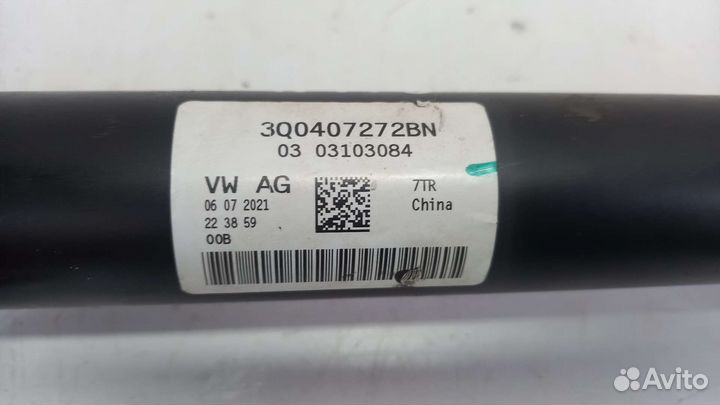 3Q0407272BN
03 03103084
VW AG
7TR
06 07 2021
China
22 38 59
00B
Avito